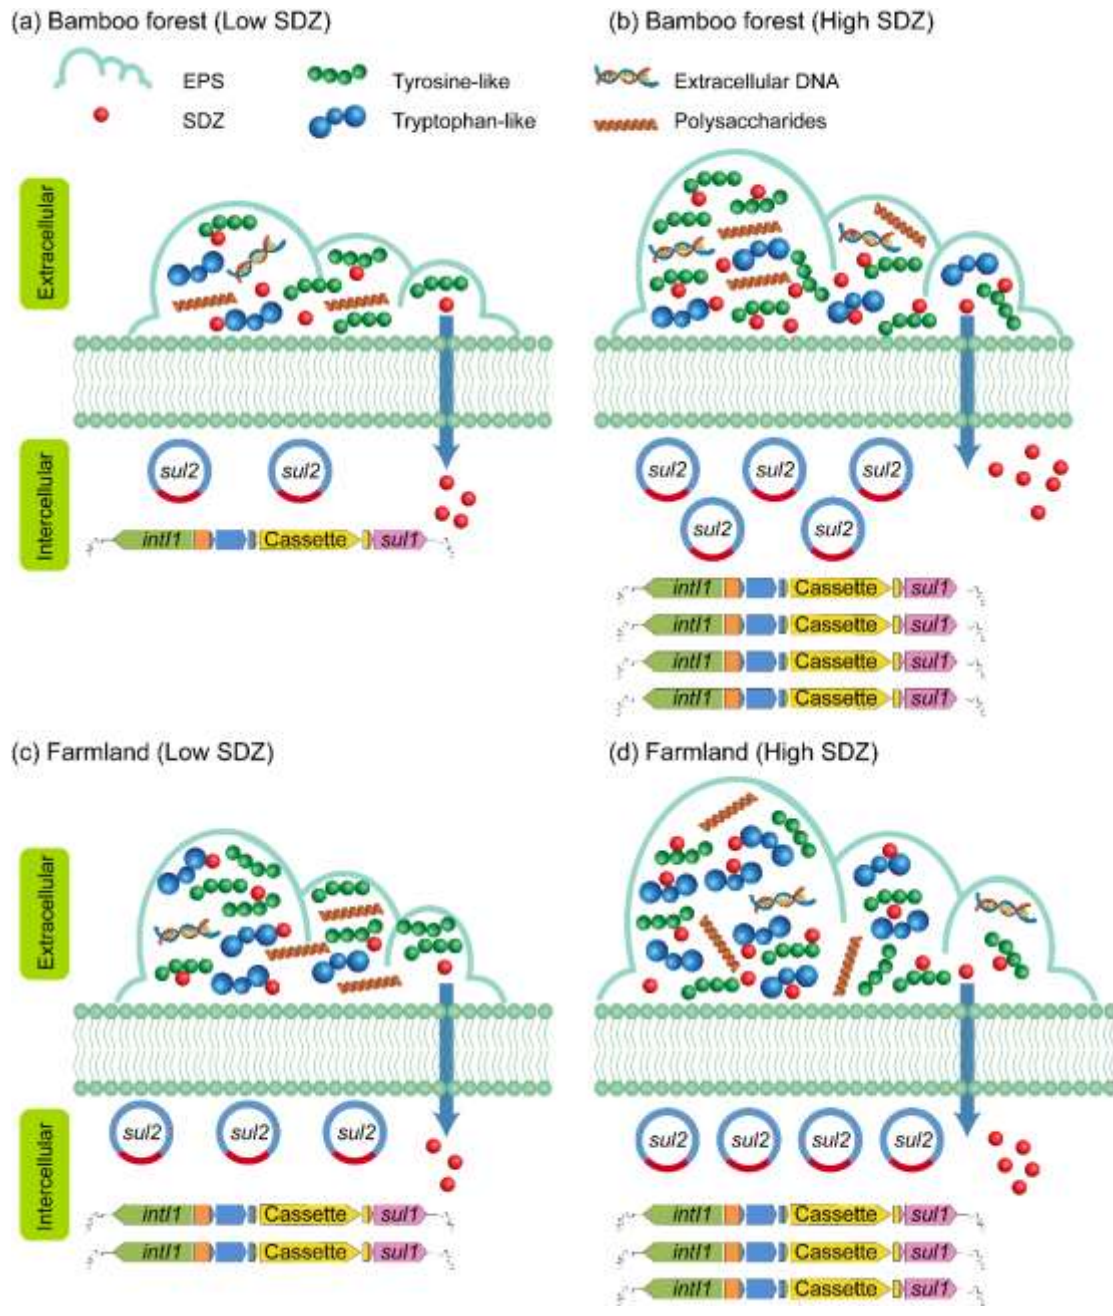 (a) Bamboo forest (Low SDZ)
(b) Bamboo forest (High SDZ)
EPS
Tyrosine-like
Extracellular DNA
SDZ
Tryptophan-like
Polysaccharides
Extracellular
Intercellular
sul2
sul2
intI1 Cassette sul1
sul2
sul2
sul2
sul2
sul2
intI1 Cassette sul1
intI1 Cassette sul1
intI1 Cassette sul1
intI1 Cassette sul1
(c) Farmland (Low SDZ)
(d) Farmland (High SDZ)
Extracellular
Intercellular
sul2
sul2
sul2
intI1 Cassette sul1
intI1 Cassette sul1
sul2
sul2
sul2
sul2
intI1 Cassette sul1
intI1 Cassette sul1
intI1 Cassette sul1